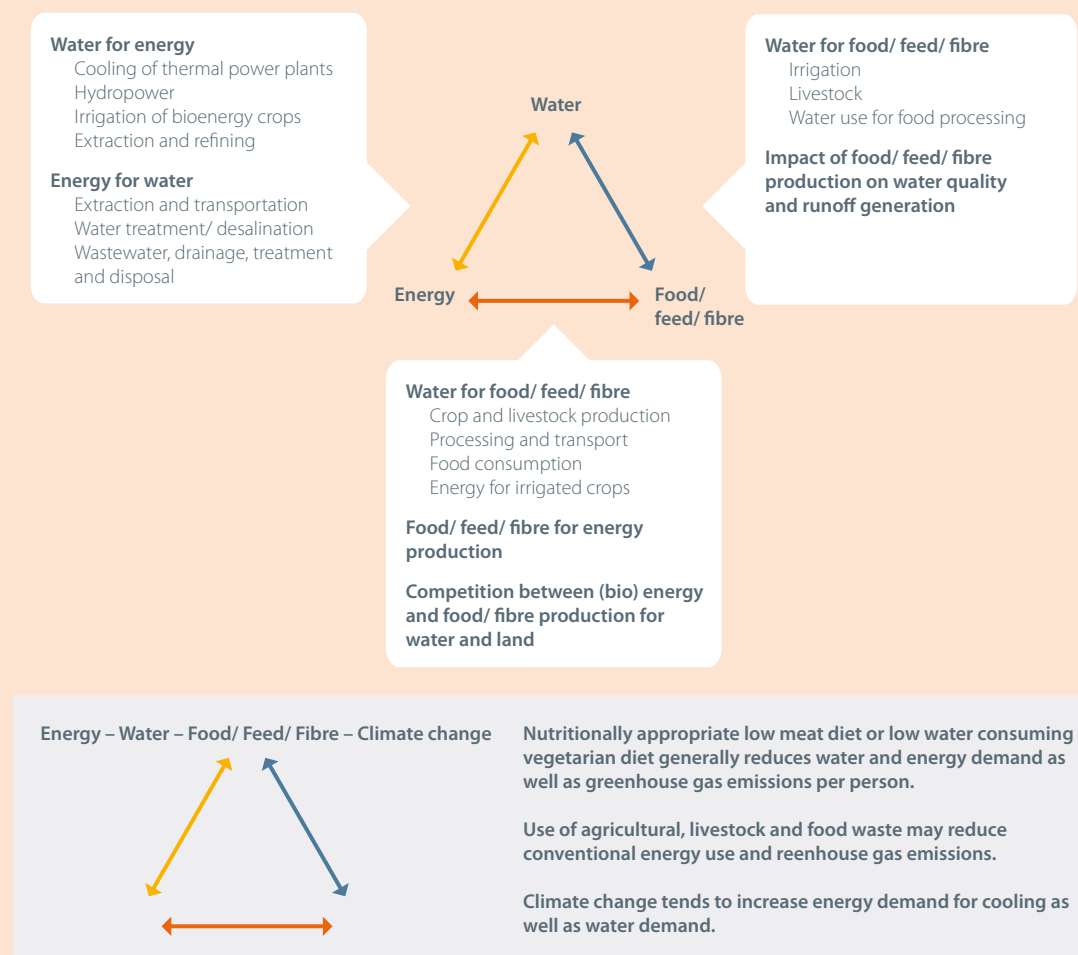 Water for energy
Cooling of thermal power plants
Hydropower
Irrigation of bioenergy crops
Extraction and refining
Energy for water
Extraction and transportation
Water treatment/ desalination
Wastewater, drainage, treatment
and disposal
Water
Energy
Food/
feed/ fibre
Water for food/ feed/ fibre
Irrigation
Livestock
Water use for food processing
Impact of food/ feed/ fibre
production on water quality
and runoff generation
Water for food/ feed/ fibre
Crop and livestock production
Processing and transport
Food consumption
Energy for irrigated crops
Food/ feed/ fibre for energy
production
Competition between (bio) energy
and food/ fibre production for
water and land
Energy – Water – Food/ Feed/ Fibre – Climate change
Nutritionally appropriate low meat diet or low water consuming
vegetarian diet generally reduces water and energy demand as
well as greenhouse gas emissions per person.
Use of agricultural, livestock and food waste may reduce
conventional energy use and reenhouse gas emissions.
Climate change tends to increase energy demand for cooling as
well as water demand.